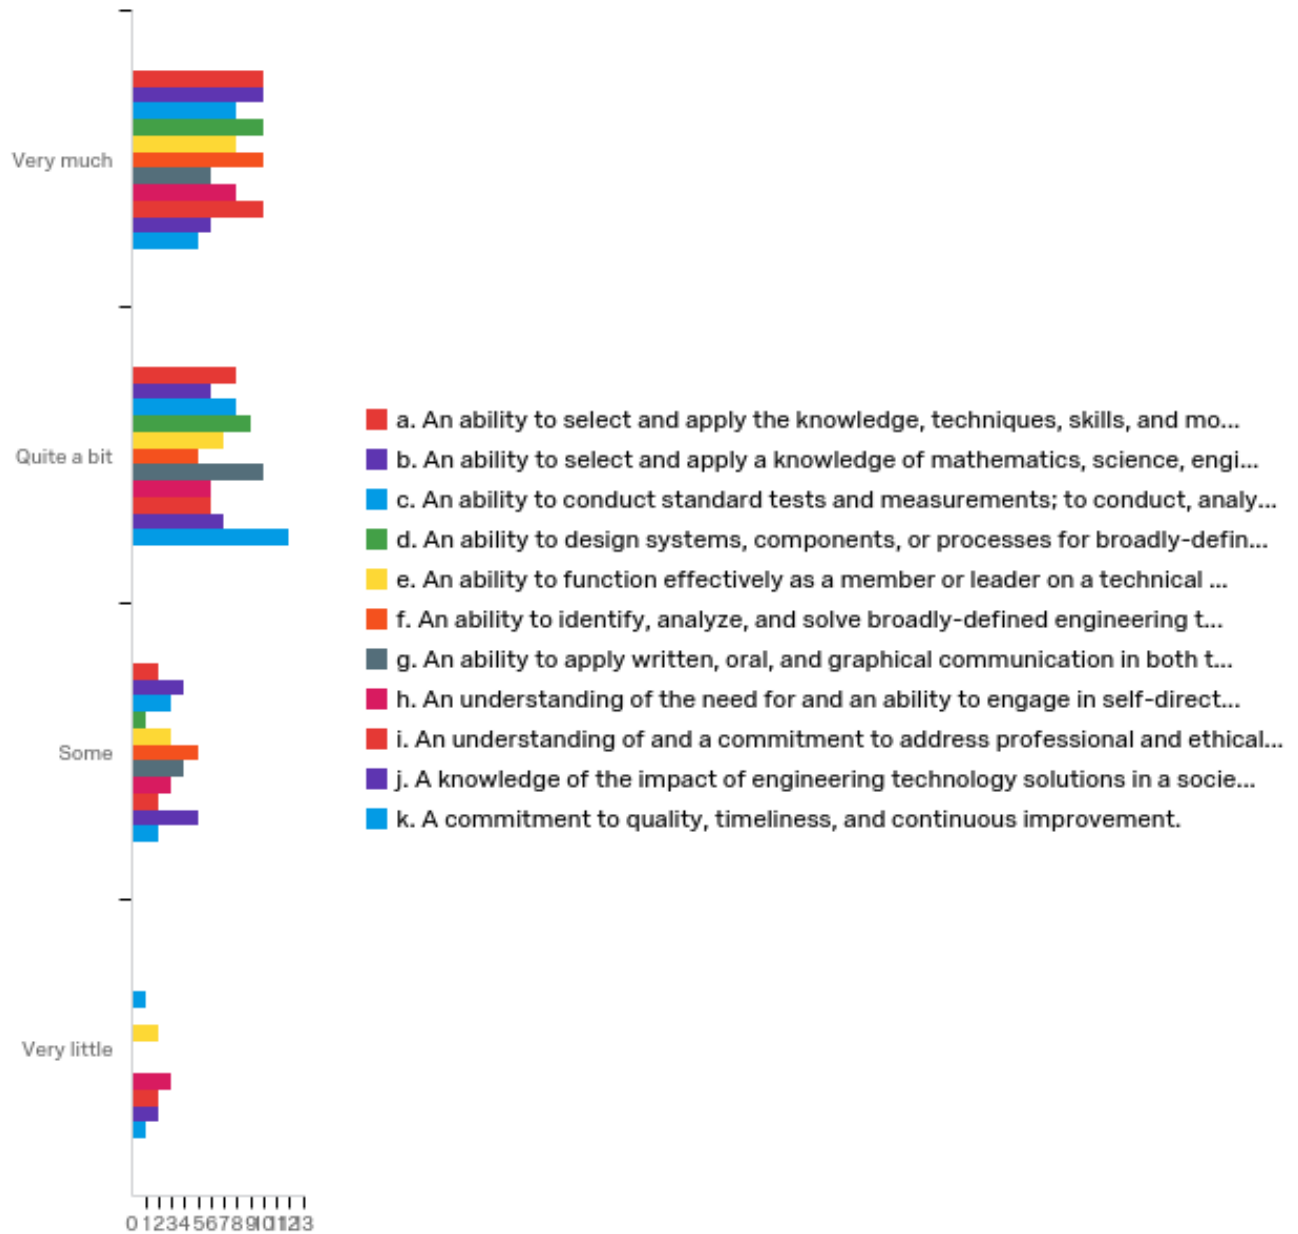 Very much
Quite a bit
Some
Very little
a. An ability to select and apply the knowledge, techniques, skills, and mo...
b. An ability to select and apply a knowledge of mathematics, science, engi...
c. An ability to conduct standard tests and measurements; to conduct, analy...
d. An ability to design systems, components, or processes for broadly-defin...
e. An ability to function effectively as a member or leader on a technical ...
f. An ability to identify, analyze, and solve broadly-defined engineering t...
g. An ability to apply written, oral, and graphical communication in both t...
h. An understanding of the need for and an ability to engage in self-direct...
i. An understanding of and a commitment to address professional and ethical...
j. A knowledge of the impact of engineering technology solutions in a socie...
k. A commitment to quality, timeliness, and continuous improvement.
0 1 2 3 4 5 6 7 8 9 10 11 12 13